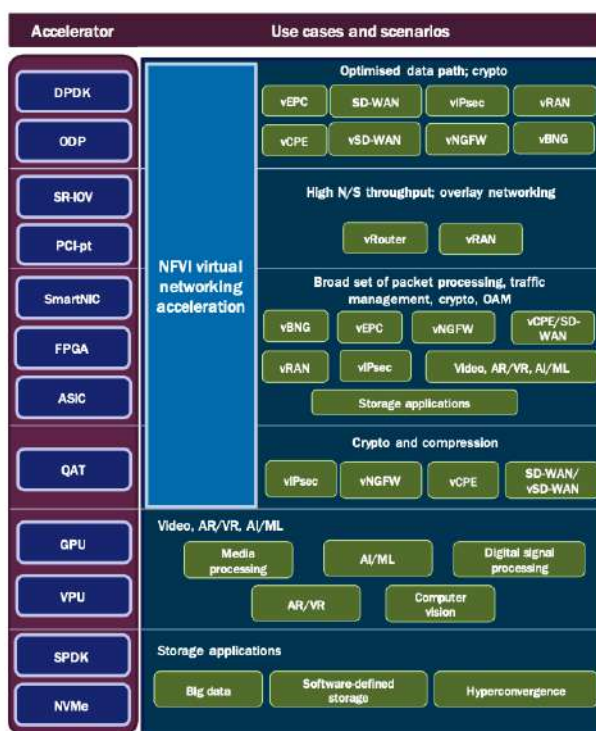 Accelerator
Use cases and scenarios
DPDK
ODP
NFVI virtual
networking
acceleration
Optimised data path; crypto
vEPC
SD-WAN
vIPsec
vRAN
vCPE
vSD-WAN
vNGFW
vBNG
SR-IOV
PCI-pt
High N/S throughput; overlay networking
vRouter
vRAN
SmartNIC
FPGA
ASIC
Broad set of packet processing, traffic
management, crypto, OAM
vBNG
vEPC
vNGFW
vCPE/SD-
WAN
vRAN
vIPsec
Video, AR/VR, AI/ML
Storage applications
QAT
Crypto and compression
vIPsec
vNGFW
vCPE
SD-WAN/
vSD-WAN
GPU
VPU
Video, AR/VR, AI/ML
Media
processing
AI/ML
Digital signal
processing
AR/VR
Computer
vision
SPDK
NVMe
Storage applications
Big data
Software-defined
storage
Hyperconvergence